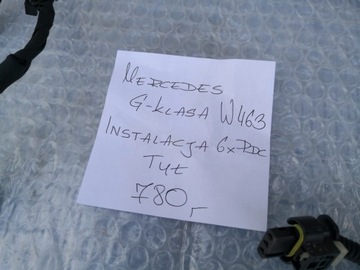 MERCEDES
G-KLASA W463
INSTALACJA 6xPDC
TYŁ
780 г